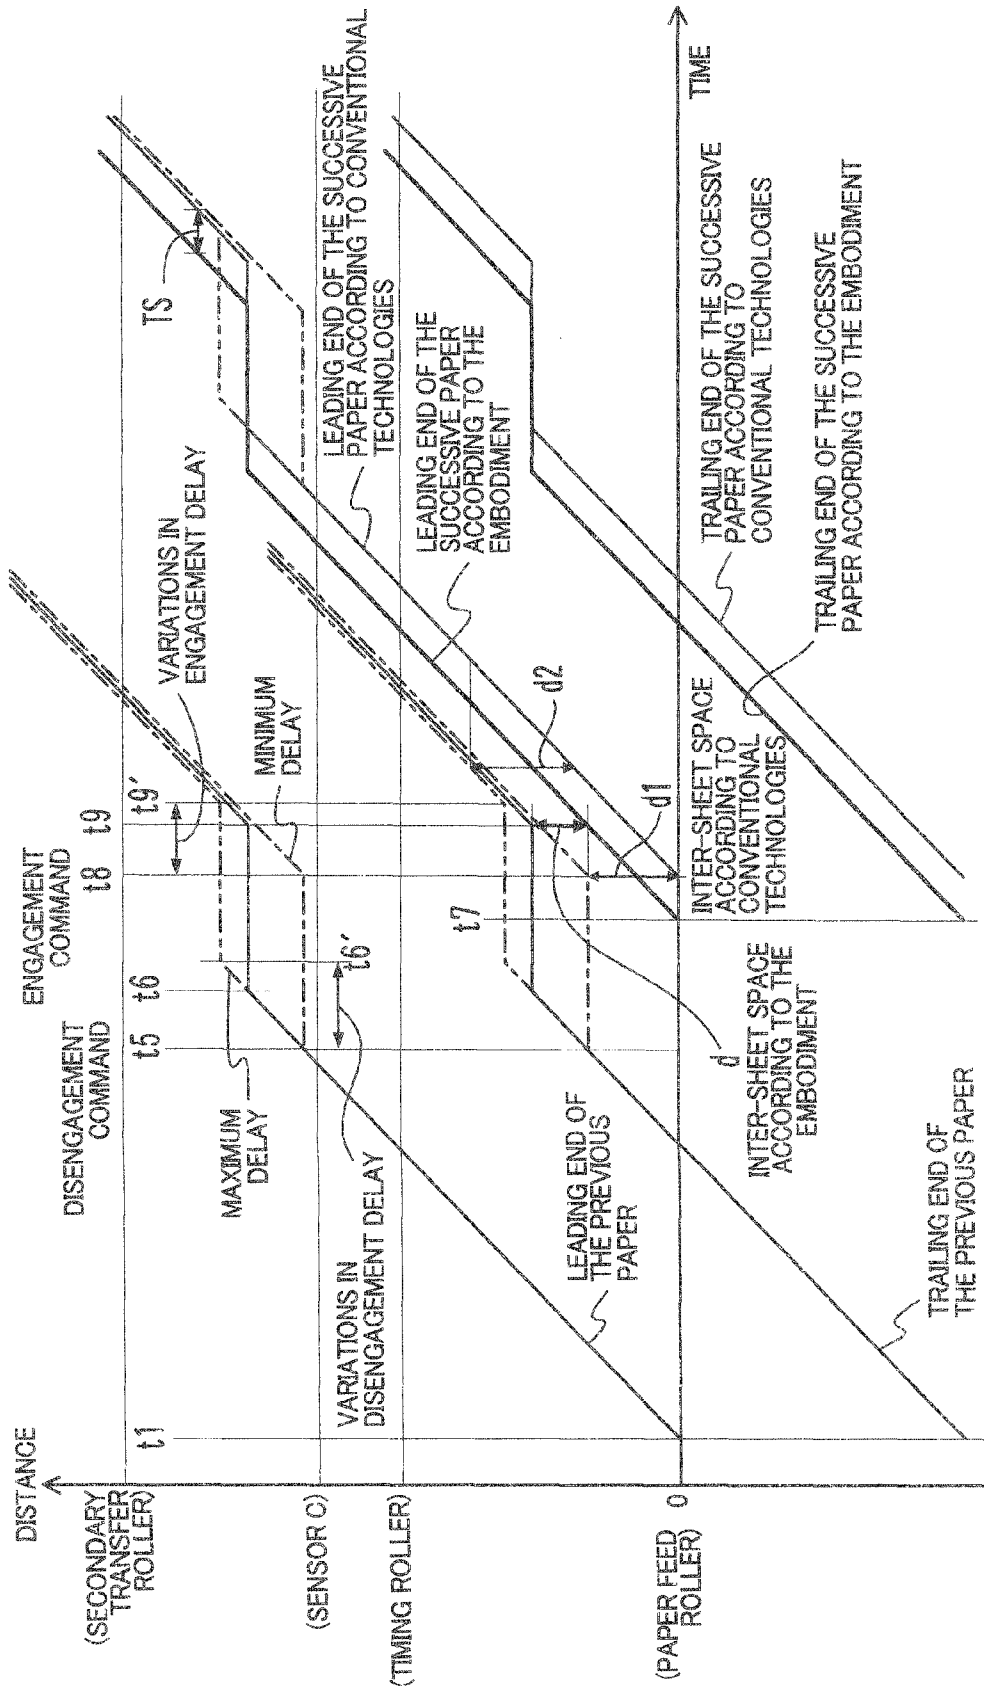 DISTANCE
(SECONDARY
TRANSFER
ROLLER)
(SENSOR C)
(TIMING ROLLER)
(PAPER FEED
ROLLER)
0
TIME
t1
DISENGAGEMENT
COMMAND
t5
t6
t6'
ENGAGEMENT
COMMAND
t8
t9
t9'
t7
MAXIMUM
DELAY
VARIATIONS IN
DISENGAGEMENT DELAY
MINIMUM
DELAY
VARIATIONS IN
ENGAGEMENT DELAY
TS
LEADING END OF
THE PREVIOUS
PAPER
TRAILING END OF
THE PREVIOUS PAPER
d
INTER-SHEET SPACE
ACCORDING TO THE
EMBODIMENT
d1
d2
INTER-SHEET SPACE
ACCORDING TO
CONVENTIONAL
TECHNOLOGIES
LEADING END OF THE
SUCCESSIVE PAPER
ACCORDING TO THE
EMBODIMENT
LEADING END OF THE SUCCESSIVE
PAPER ACCORDING TO CONVENTIONAL
TECHNOLOGIES
TRAILING END OF THE SUCCESSIVE
PAPER ACCORDING TO
CONVENTIONAL TECHNOLOGIES
TRAILING END OF THE SUCCESSIVE
PAPER ACCORDING TO THE EMBODIMENT